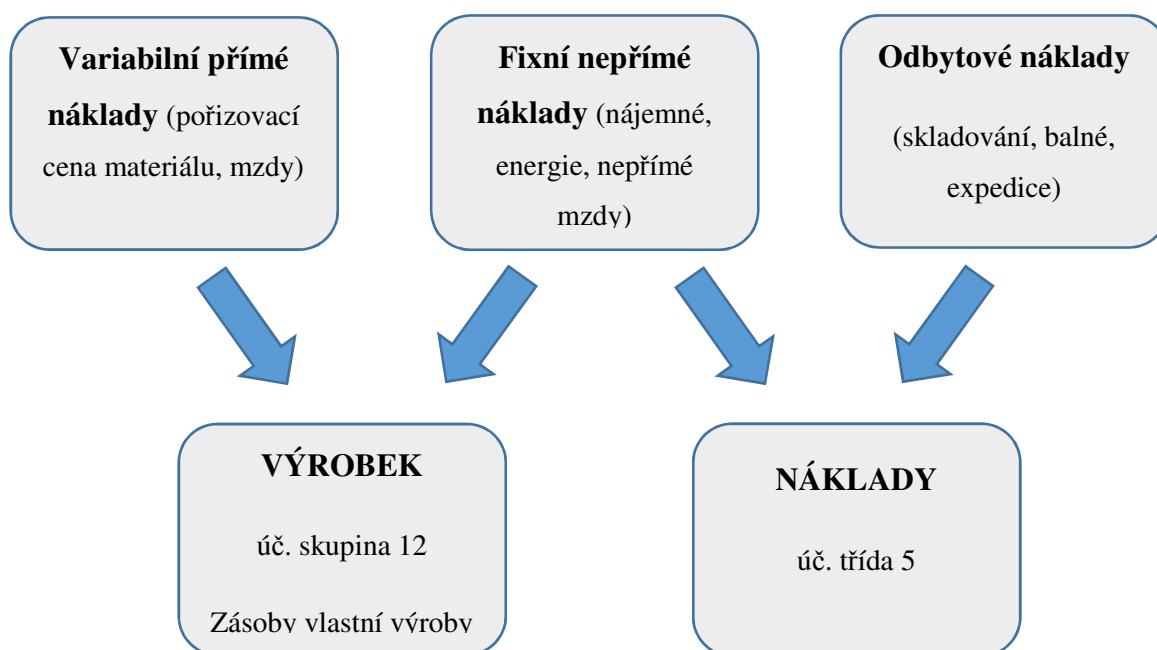 Variabilní přímé
náklady (pořizovací
cena materiálu, mzdy)
Fixní nepřímé
náklady (nájemné,
energie, nepřímé
mzdy)
Odbytové náklady
(skladování, balné,
expedice)
VÝROBEK
úč. skupina 12
Zásoby vlastní výroby
NÁKLADY
úč. třída 5